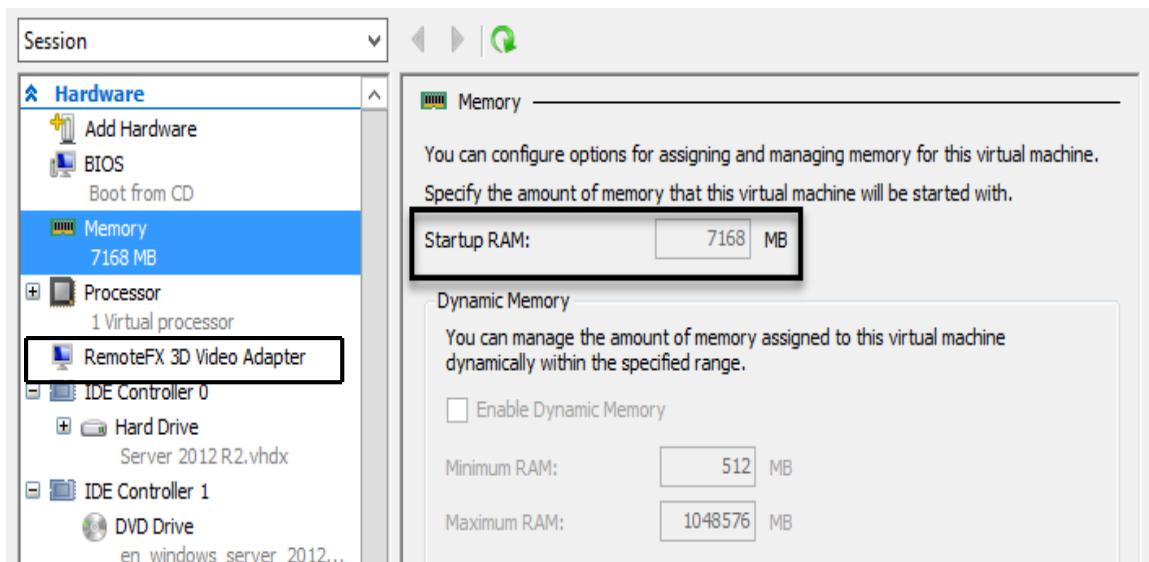 Session
Hardware
Add Hardware
BIOS
Boot from CD
Memory
7168 MB
Processor
1 Virtual processor
RemoteFX 3D Video Adapter
IDE Controller 0
Hard Drive
Server 2012 R2.vhdx
IDE Controller 1
DVD Drive
en_windows_server_2012...
Memory
You can configure options for assigning and managing memory for this virtual machine.
Specify the amount of memory that this virtual machine will be started with.
Startup RAM: 7168 MB
Dynamic Memory
You can manage the amount of memory assigned to this virtual machine
dynamically within the specified range.
Enable Dynamic Memory
Minimum RAM: 512 MB
Maximum RAM: 1048576 MB